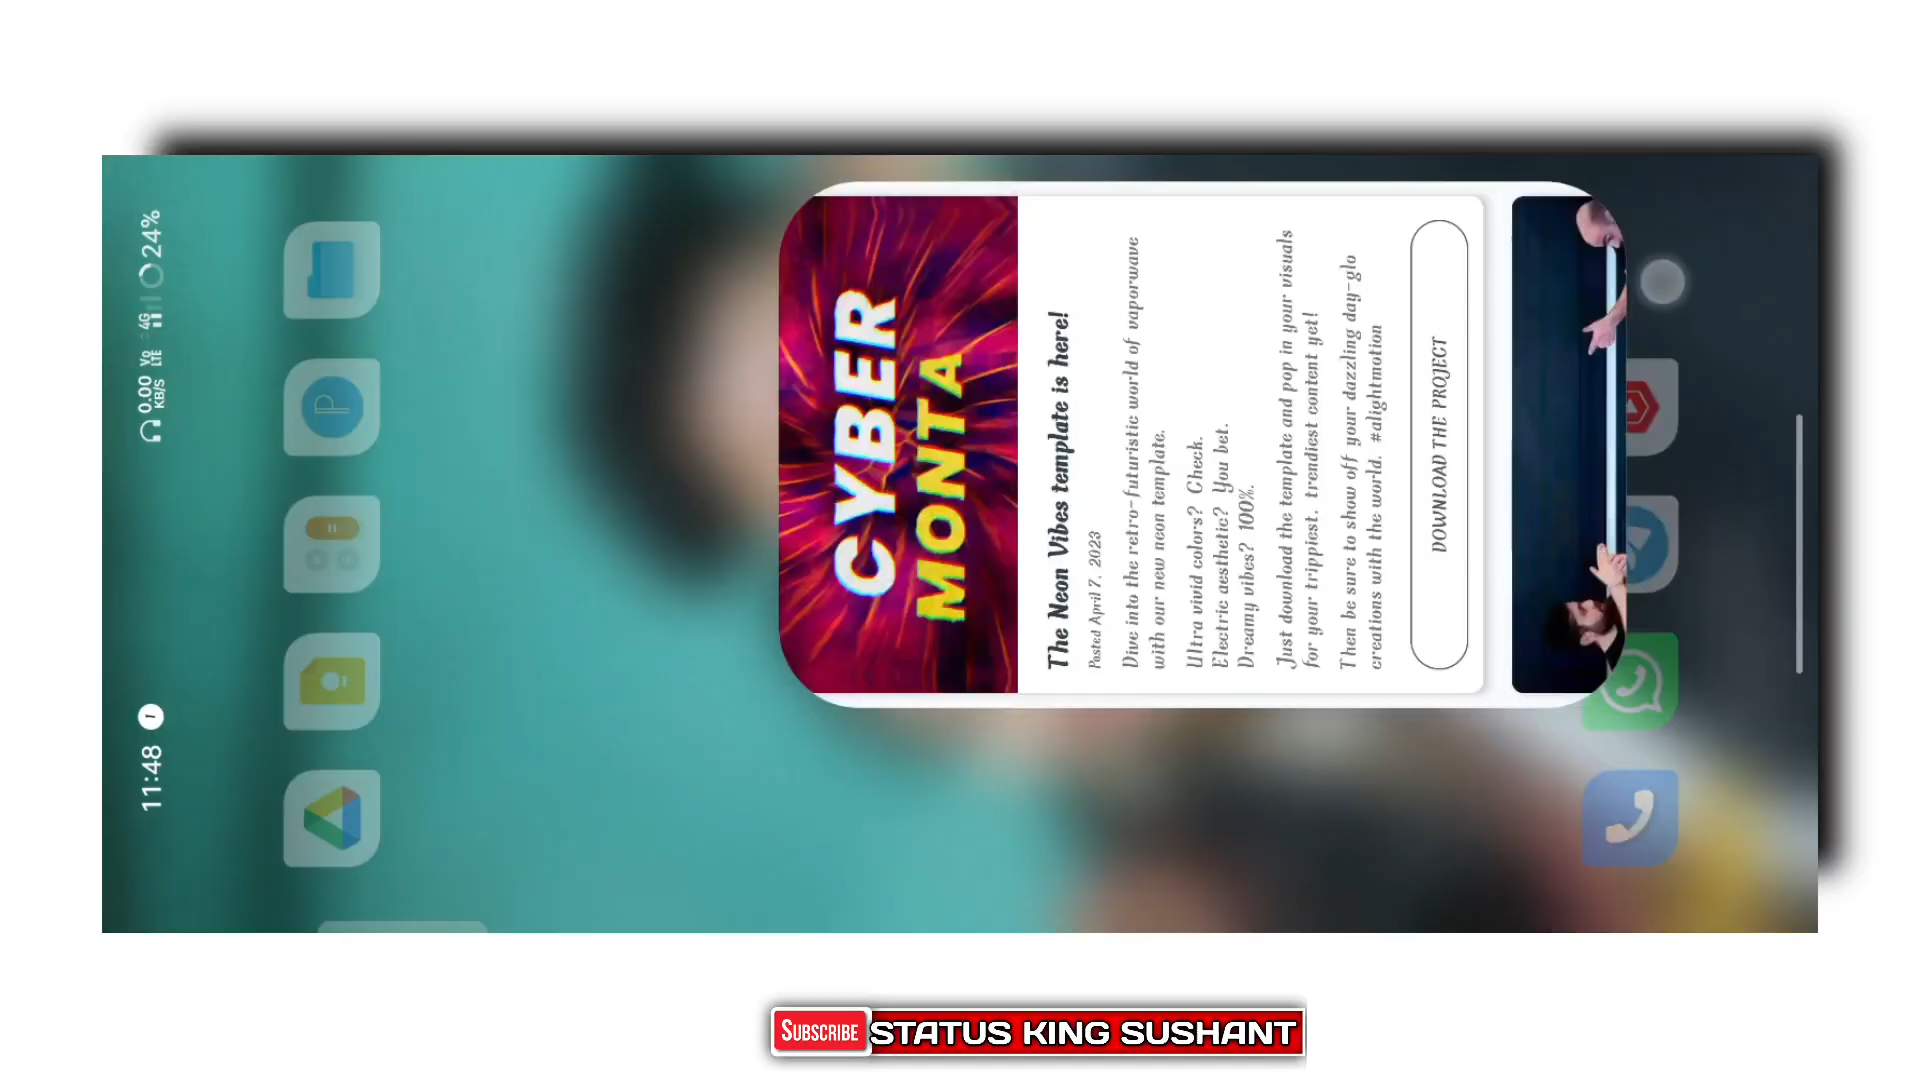 11:48
0.00
KB/S
Vo
LTE
4G
24%
CYBER
MONTA
The Neon Vibes template is here!
Posted April 7, 2023
Dive into the retro-futuristic world of vaporwave
with our new neon template.
Ultra vivid colors? Check.
Electric aesthetic? You bet.
Dreamy vibes? 100%.
Just download the template and pop in your visuals
for your trippiest, trendiest content yet!
Then be sure to show off your dazzling day-glo
creations with the world. #alightmotion
DOWNLOAD THE PROJECT
SUBSCRIBE STATUS KING SUSHANT